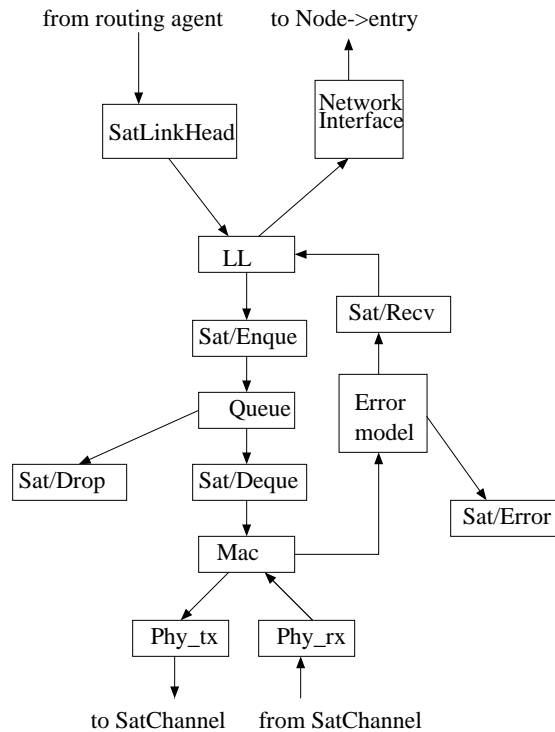 from routing agent
to Node->entry
SatLinkHead
Network
Interface
LL
Sat/Enque
Sat/Recv
Queue
Error
model
Sat/Drop
Sat/Deque
Sat/Error
Mac
Phy_tx
Phy_rx
to SatChannel
from SatChannel